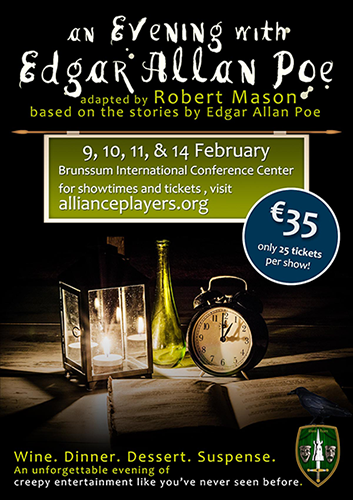 an Evening with
Edgar Allan Poe
adapted by Robert Mason
based on the stories by Edgar Allan Poe
9, 10, 11, & 14 February
Brunssum International Conference Center
for showtimes and tickets , visit
allianceplayers.org
€35
only 25 tickets
per show!
Wine. Dinner. Dessert. Suspense.
An unforgettable evening of
creepy entertainment like you've never seen before.